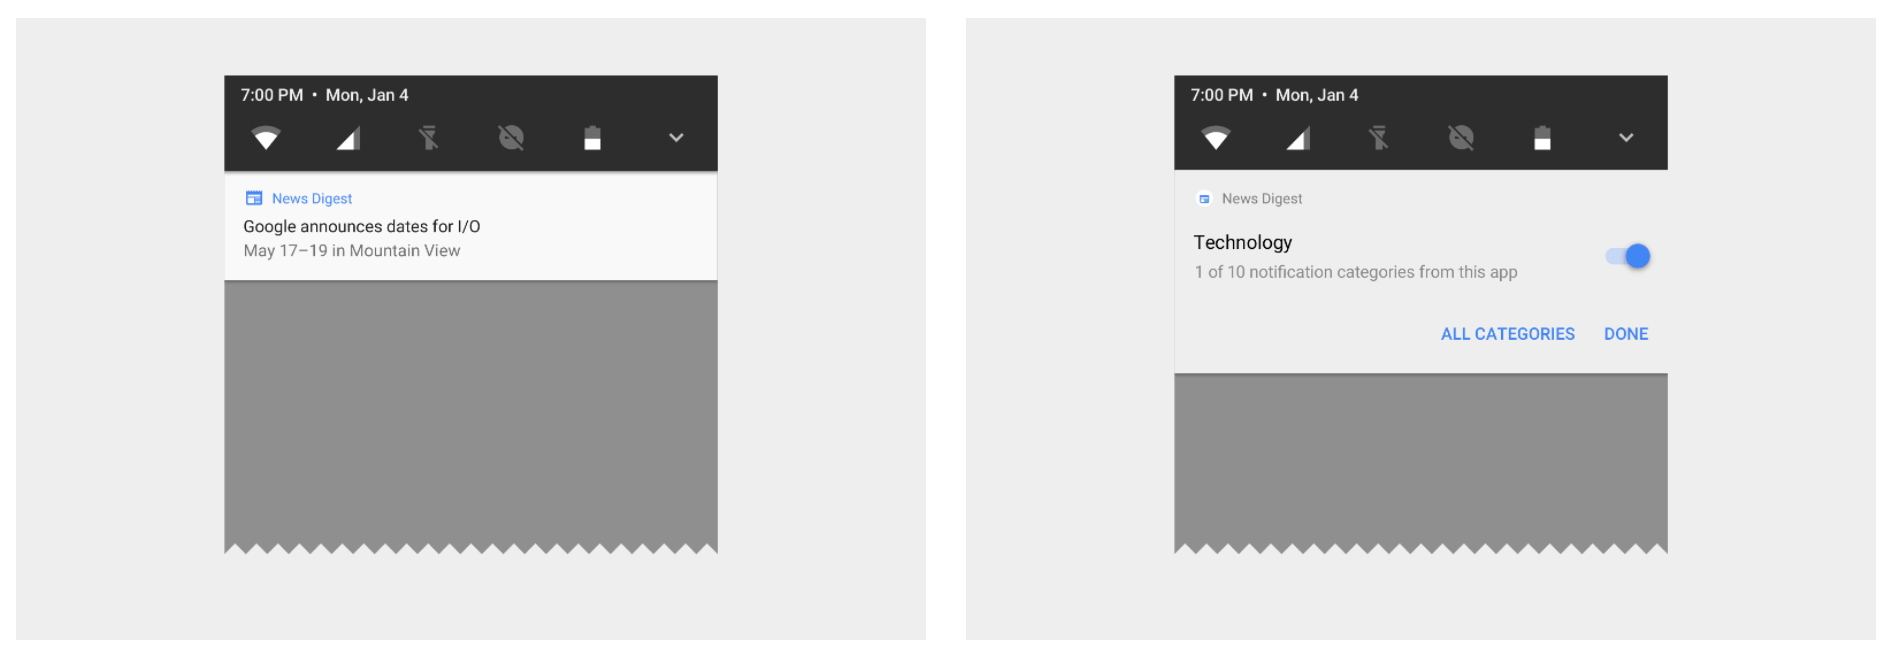 7:00 PM • Mon, Jan 4
News Digest
Google announces dates for I/O
May 17–19 in Mountain View
7:00 PM • Mon, Jan 4
News Digest
Technology
1 of 10 notification categories from this app
ALL CATEGORIES DONE